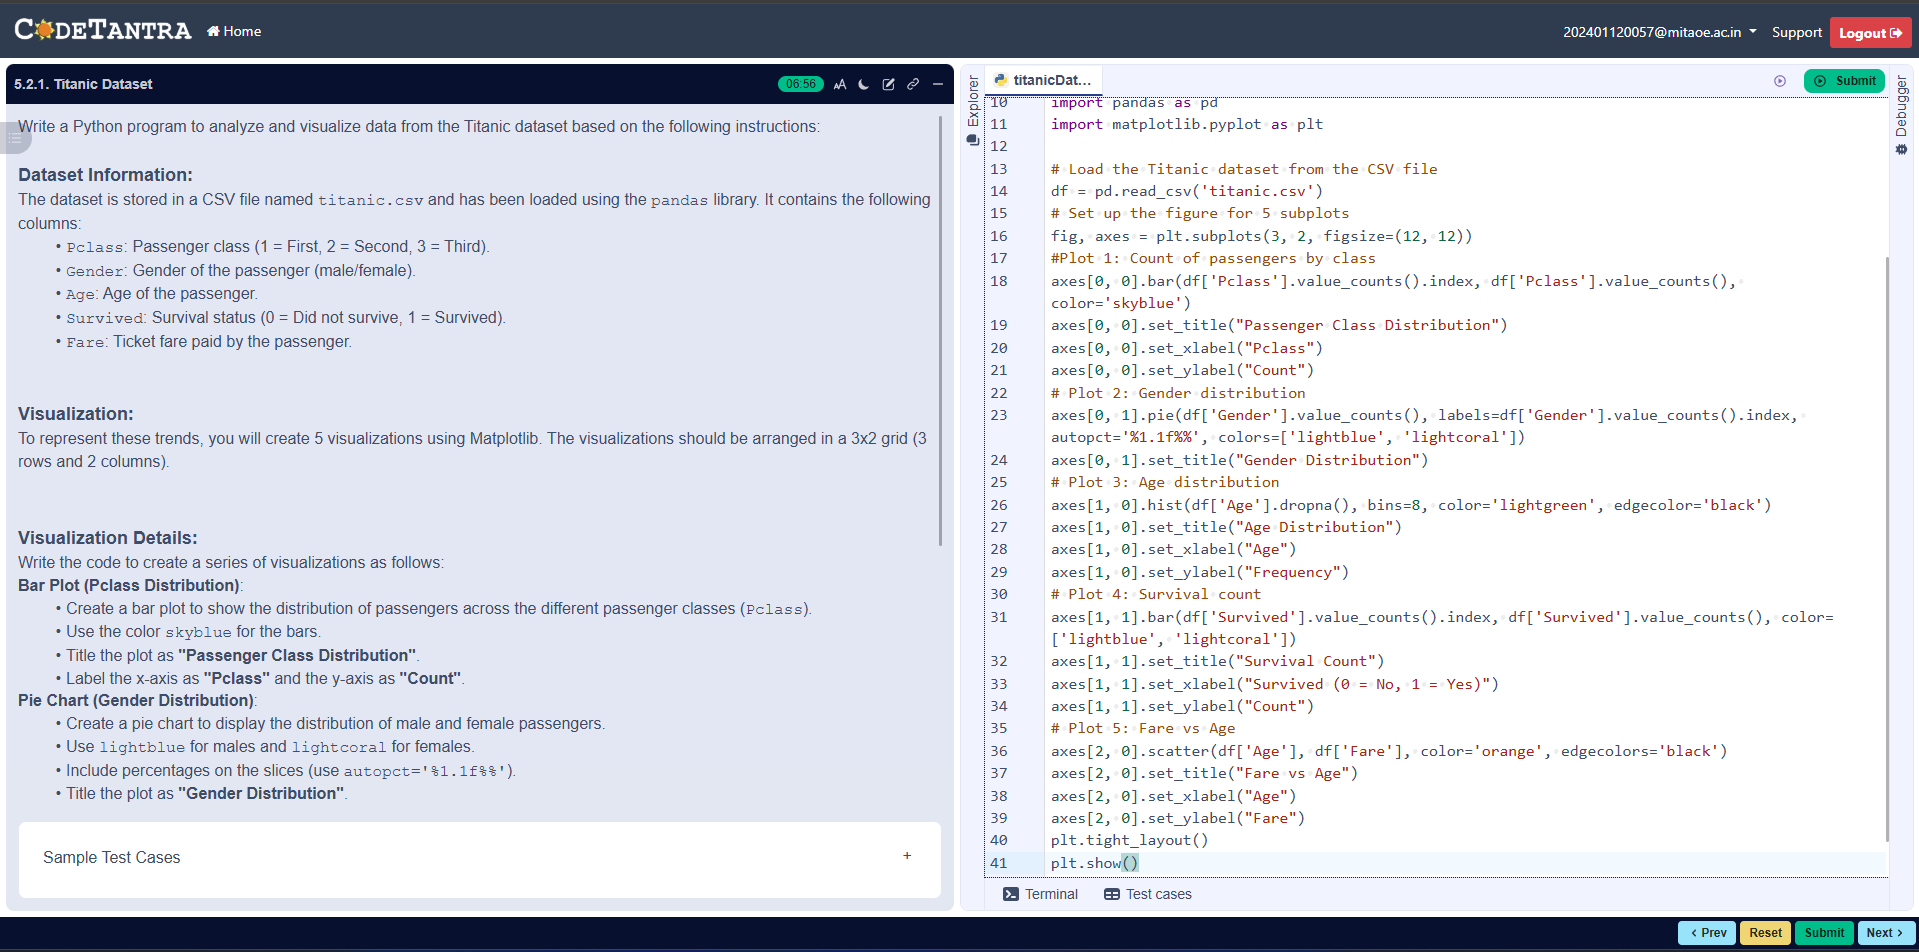 CODETANTRA
Home
202401120057@mitaoe.ac.in
Support
Logout
5.2.1. Titanic Dataset
06:56
AA
Write a Python program to analyze and visualize data from the Titanic dataset based on the following instructions:
Dataset Information:
The dataset is stored in a CSV file named titanic.csv and has been loaded using the pandas library. It contains the following
columns:
• Pclass: Passenger class (1 = First, 2 = Second, 3 = Third).
• Gender: Gender of the passenger (male/female).
• Age: Age of the passenger.
• Survived: Survival status (0 = Did not survive, 1 = Survived).
• Fare: Ticket fare paid by the passenger.
Visualization:
To represent these trends, you will create 5 visualizations using Matplotlib. The visualizations should be arranged in a 3x2 grid (3
rows and 2 columns).
Visualization Details:
Write the code to create a series of visualizations as follows:
Bar Plot (Pclass Distribution):
• Create a bar plot to show the distribution of passengers across the different passenger classes (Pclass).
• Use the color skyblue for the bars.
• Title the plot as "Passenger Class Distribution".
• Label the x-axis as "Pclass" and the y-axis as "Count".
Pie Chart (Gender Distribution):
• Create a pie chart to display the distribution of male and female passengers.
• Use lightblue for males and lightcoral for females.
• Include percentages on the slices (use autopct='%1.1f%%').
• Title the plot as "Gender Distribution".
Sample Test Cases
+
Explorer
titanicDat...
Submit
Debugger
10 import pandas as pd
11 import matplotlib.pyplot as plt
12
13 # Load the Titanic dataset from the CSV file
14 df = pd.read_csv('titanic.csv')
15 # Set up the figure for 5 subplots
16 fig, axes = plt.subplots(3, 2, figsize=(12, 12))
17 #Plot 1: Count of passengers by class
18 axes[0, 0].bar(df['Pclass'].value_counts().index, df['Pclass'].value_counts(),
color='skyblue')
19 axes[0, 0].set_title("Passenger Class Distribution")
20 axes[0, 0].set_xlabel("Pclass")
21 axes[0, 0].set_ylabel("Count")
22 # Plot 2: Gender distribution
23 axes[0, 1].pie(df['Gender'].value_counts(), labels=df['Gender'].value_counts().index,
autopct='%1.1f%%', colors=['lightblue', 'lightcoral'])
24 axes[0, 1].set_title("Gender Distribution")
25 # Plot 3: Age distribution
26 axes[1, 0].hist(df['Age'].dropna(), bins=8, color='lightgreen', edgecolor='black')
27 axes[1, 0].set_title("Age Distribution")
28 axes[1, 0].set_xlabel("Age")
29 axes[1, 0].set_ylabel("Frequency")
30 # Plot 4: Survival count
31 axes[1, 1].bar(df['Survived'].value_counts().index, df['Survived'].value_counts(), color=
['lightblue', 'lightcoral'])
32 axes[1, 1].set_title("Survival Count")
33 axes[1, 1].set_xlabel("Survived (0 = No, 1 = Yes)")
34 axes[1, 1].set_ylabel("Count")
35 # Plot 5: Fare vs Age
36 axes[2, 0].scatter(df['Age'], df['Fare'], color='orange', edgecolors='black')
37 axes[2, 0].set_title("Fare vs Age")
38 axes[2, 0].set_xlabel("Age")
39 axes[2, 0].set_ylabel("Fare")
40 plt.tight_layout()
41 plt.show()
Terminal
Test cases
< Prev
Reset
Submit
Next >